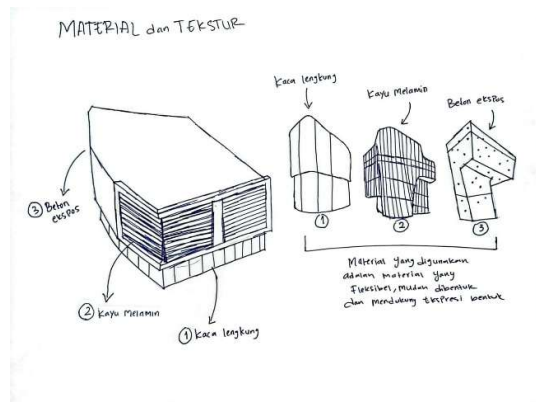 MATERIAL dan TEKSTUR
Kaca lengkung
Kayu Melamin
Beton eksPos
③ Beton
eksPos
② Kayu Melamin
① Kaca lengkung
①
②
③
Material yang digunakan
adalah material yang
Fleksibel, mudah dibentuk
dan mendukung Ekspresi bentuk